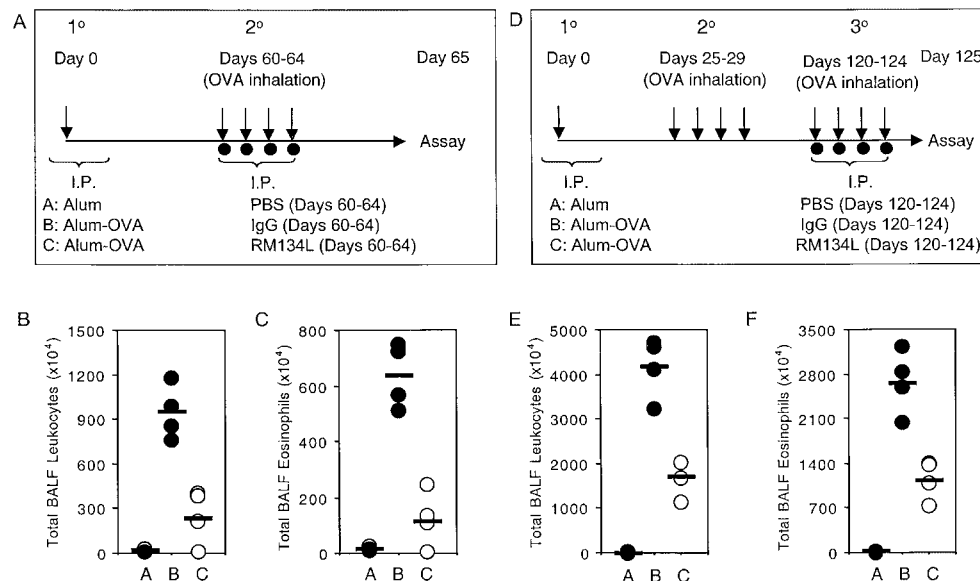 A
1º
2º
Day 0
Days 60-64
(OVA inhalation)
Day 65
Assay
I.P.
I.P.
A: Alum
PBS (Days 60-64)
B: Alum-OVA
IgG (Days 60-64)
C: Alum-OVA
RM134L (Days 60-64)
D
1º
2º
3º
Day 0
Days 25-29
(OVA inhalation)
Days 120-124
(OVA inhalation)
Day 125
Assay
I.P.
I.P.
A: Alum
PBS (Days 120-124)
B: Alum-OVA
IgG (Days 120-124)
C: Alum-OVA
RM134L (Days 120-124)
B
Total BALF Leukocytes (x10⁴)
1500
1200
900
600
300
0
A B C
C
Total BALF Eosinophils (x10⁴)
800
600
400
200
0
A B C
E
Total BALF Leukocytes (x10⁴)
5000
4000
3000
2000
1000
0
A B C
F
Total BALF Eosinophils (x10⁴)
3500
2800
2100
1400
700
0
A B C